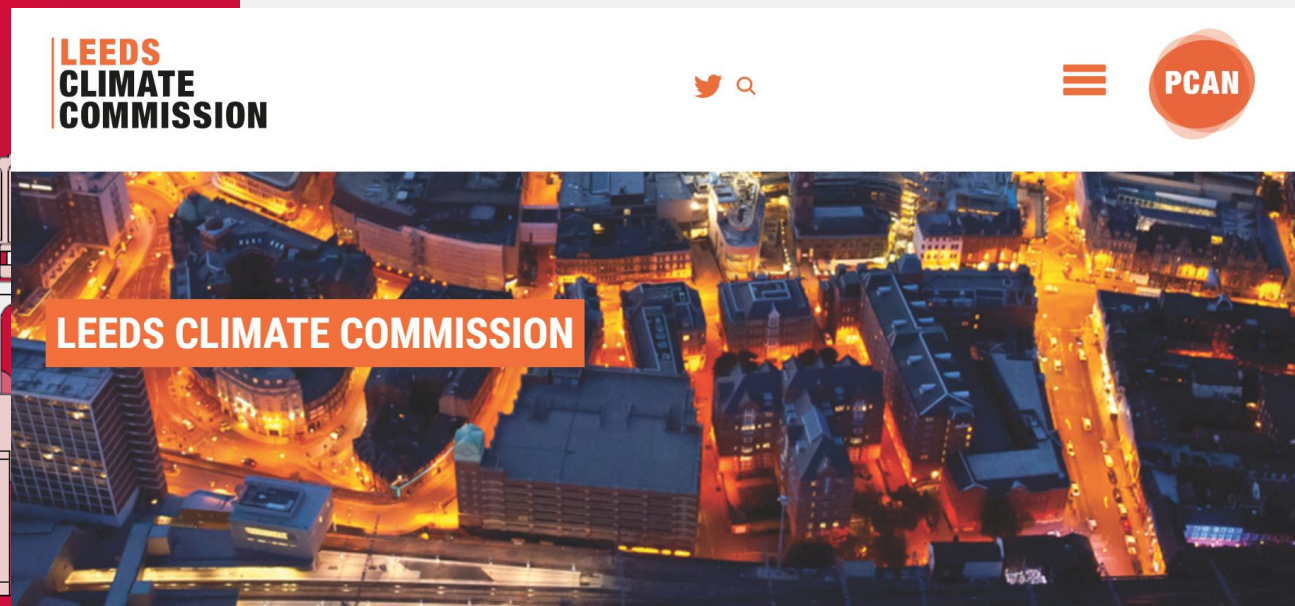 LEEDS
CLIMATE
COMMISSION
PCAN
LEEDS CLIMATE COMMISSION